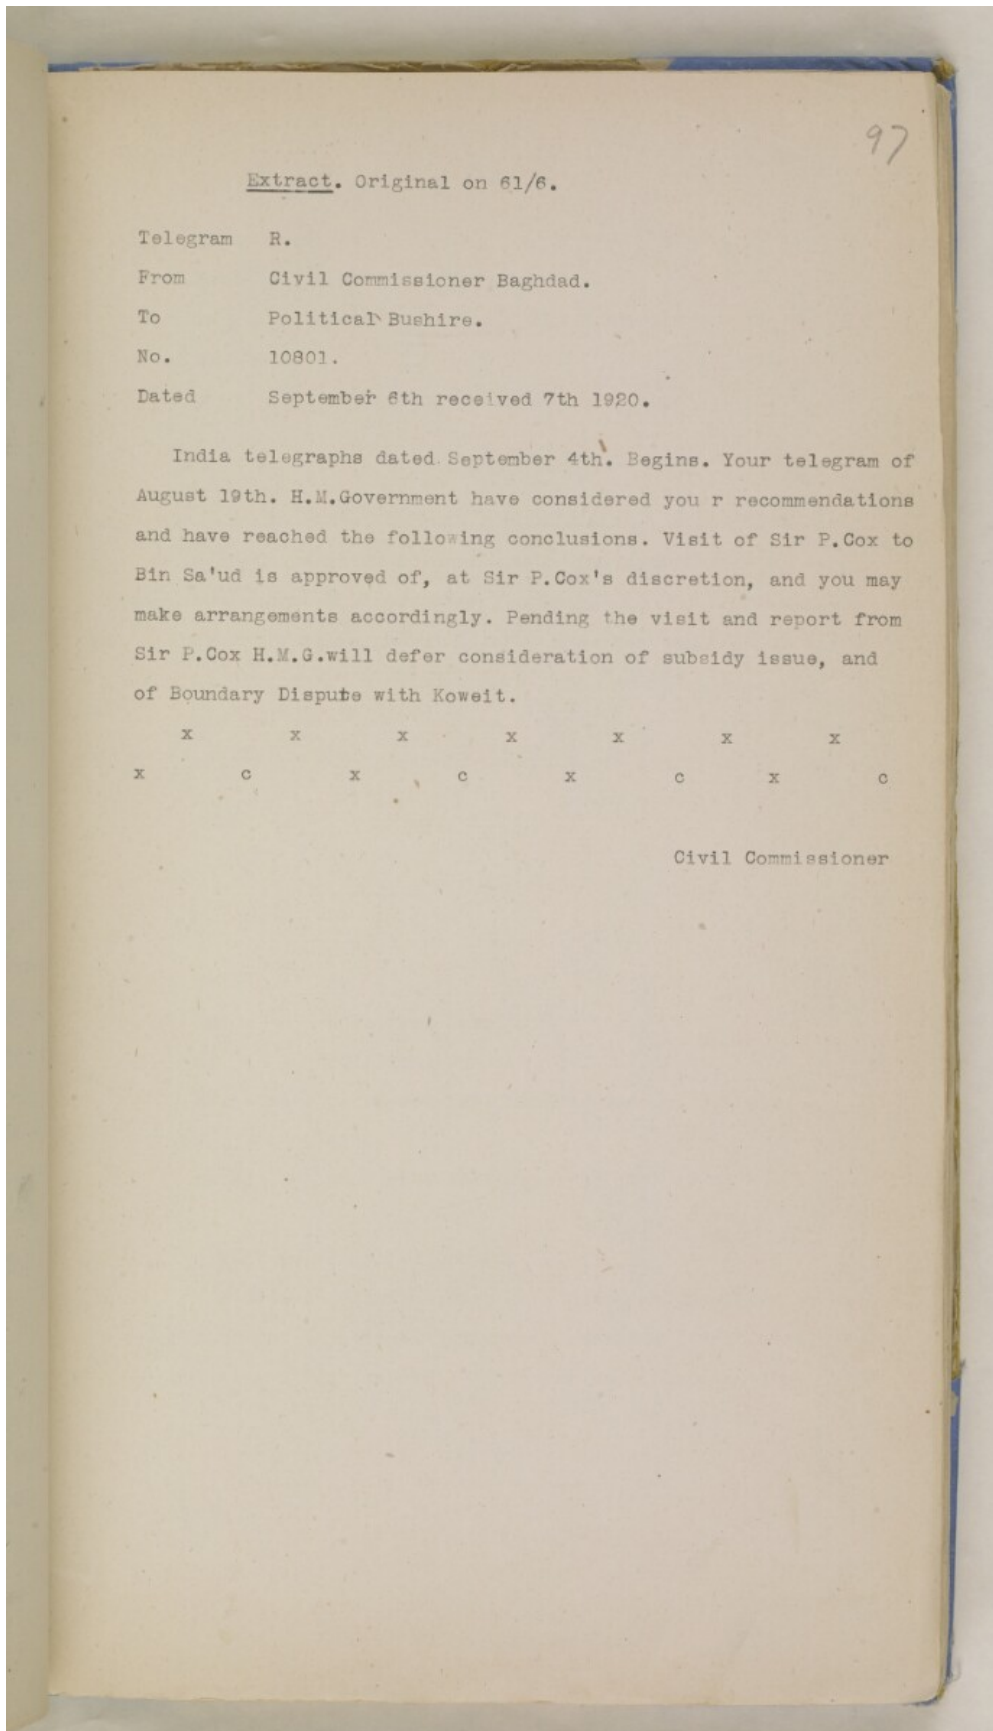 97
Extract. Original on 61/6.
Telegram R.
From Civil Commissioner Baghdad.
To Political Bushire.
No. 10801.
Dated September 6th received 7th 1920.
India telegraphs dated September 4th. Begins. Your telegram of
August 19th. H.M.Government have considered you r recommendations
and have reached the following conclusions. Visit of Sir P.Cox to
Bin Sa'ud is approved of, at Sir P.Cox's discretion, and you may
make arrangements accordingly. Pending the visit and report from
Sir P.Cox H.M.G.will defer consideration of subsidy issue, and
of Boundary Dispute with Koweit.
x x x x x x x
x c x c x c x c
Civil Commissioner